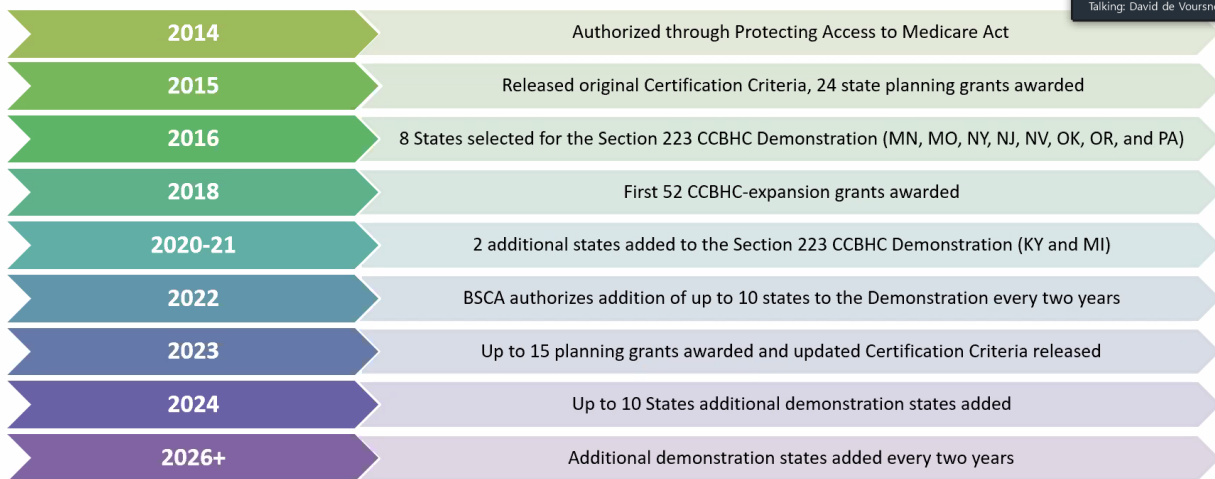 Talking: David de
2014
Authorized through Protecting Access to Medicare Act
2015
Released original Certification Criteria, 24 state planning grants awarded
2016
8 States selected for the Section 223 CCBHC Demonstration (MN, MO, NY, NJ, NV, OK, OR, and PA)
2018
First 52 CCBHC-expansion grants awarded
2020-21
2 additional states added to the Section 223 CCBHC Demonstration (KY and MI)
2022
BSCA authorizes addition of up to 10 states to the Demonstration every two years
2023
Up to 15 planning grants awarded and updated Certification Criteria released
2024
Up to 10 States additional demonstration states added
2026+
Additional demonstration states added every two years